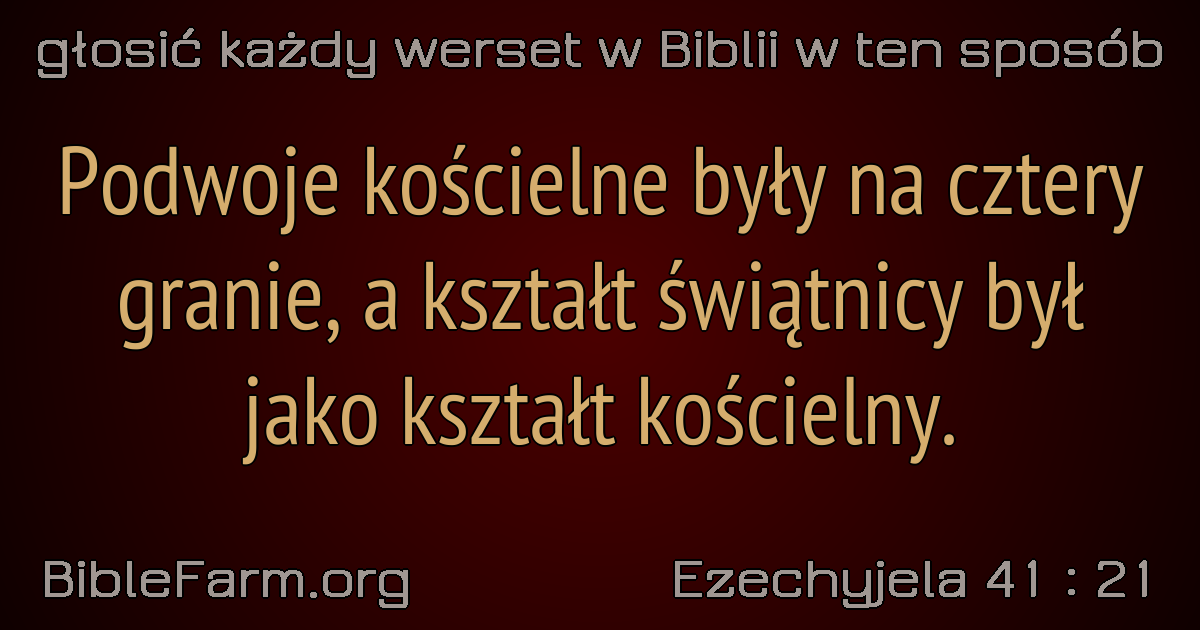 głosić każdy werset w Biblii w ten sposób
Podwoje kościelne były na cztery
granie, a kształt świątnicy był
jako kształt kościelny.
BibleFarm.org
Ezechyjela 41 : 21